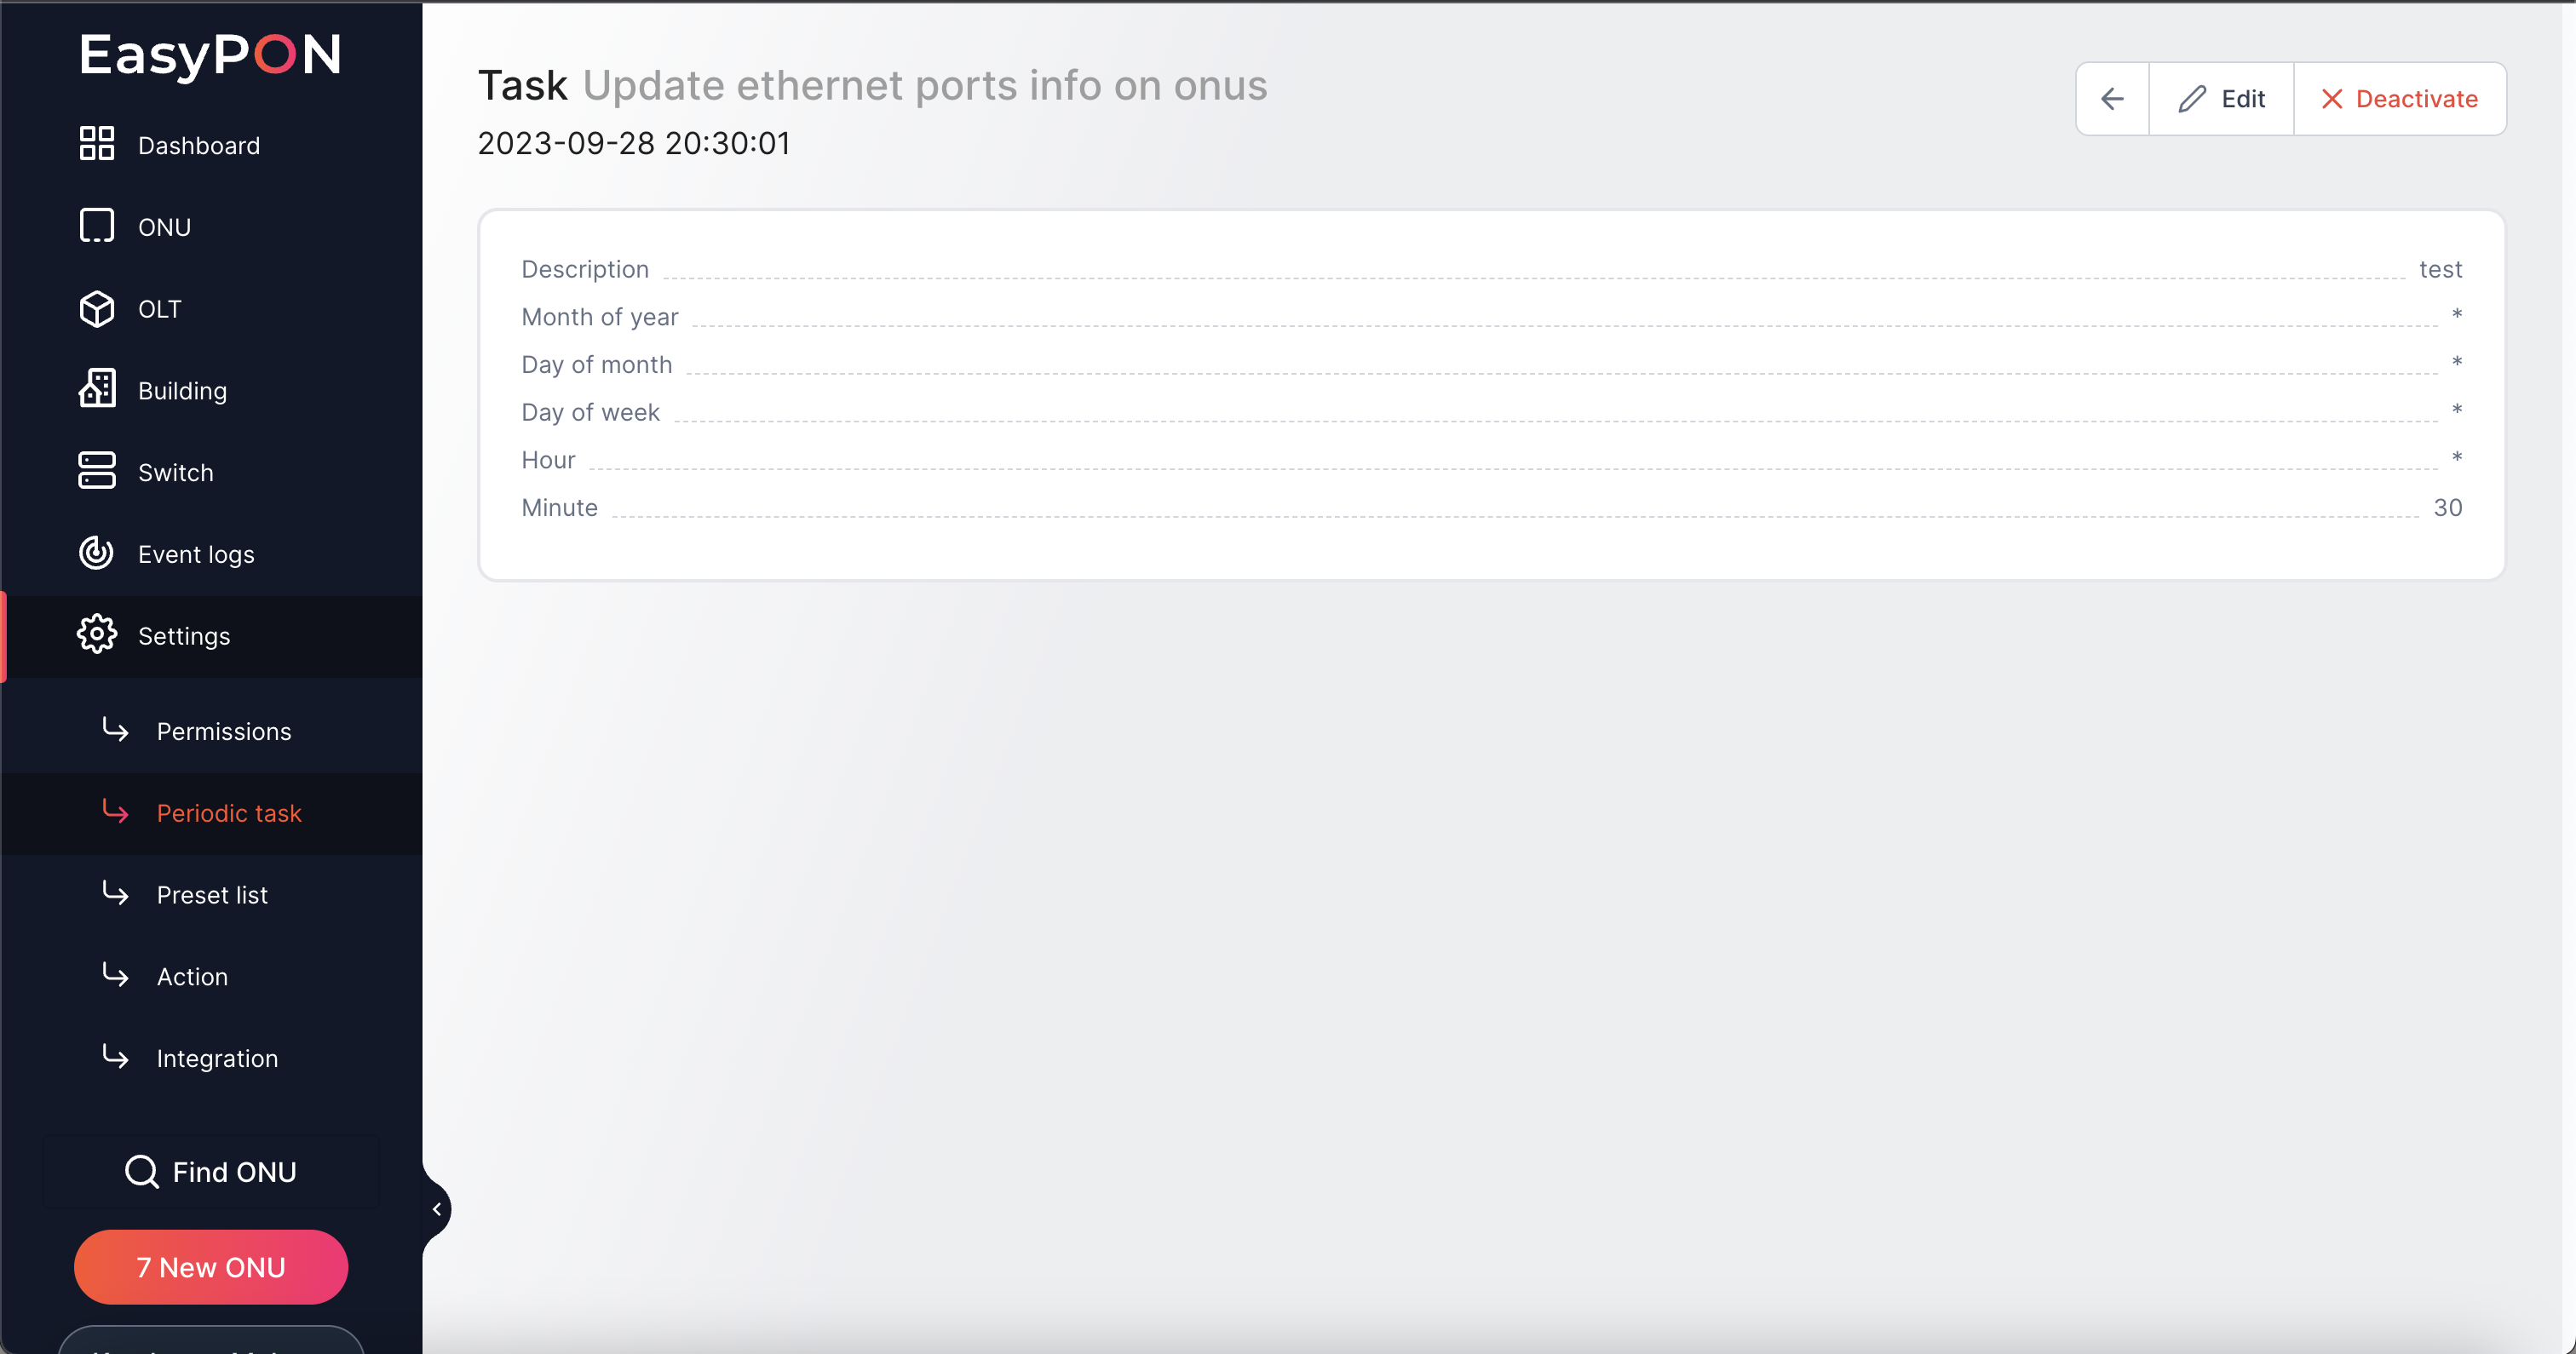 EasyPON
Dashboard
ONU
OLT
Building
Switch
Event logs
Settings
Permissions
Periodic task
Preset list
Action
Integration
Find ONU
7 New ONU
Task Update ethernet ports info on onus
2023-09-28 20:30:01
Edit
Deactivate
Description test
Month of year *
Day of month *
Day of week *
Hour *
Minute 30